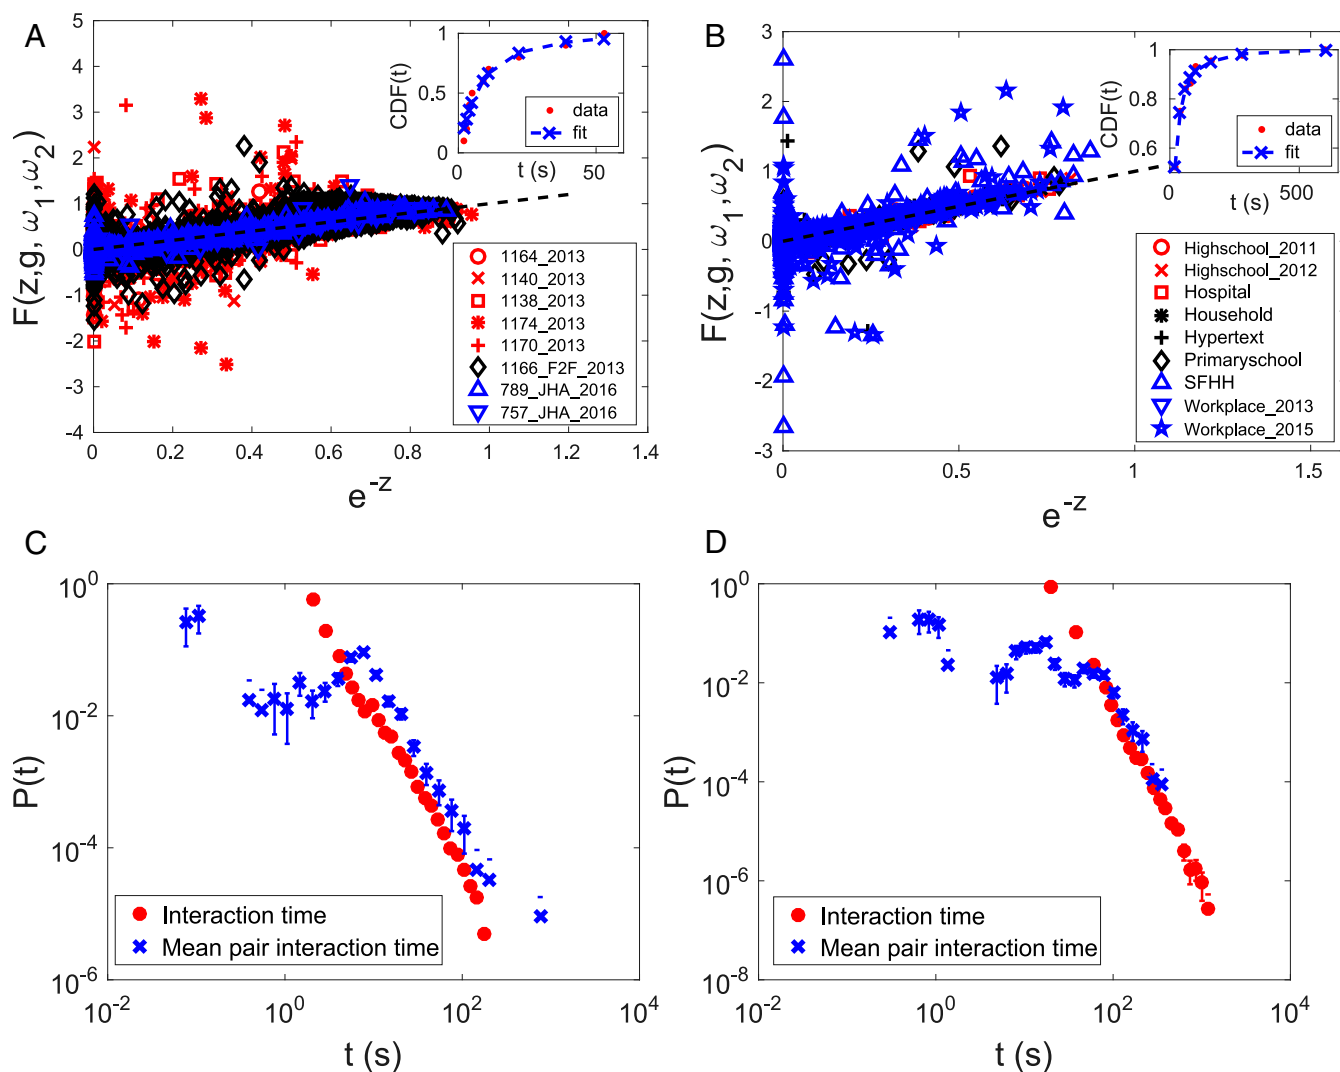 A
F(z,g, ω1,ω2)
5
4
3
2
1
0
-1
-2
-3
-4
0
0.2
0.4
0.6
0.8
1
1.2
1.4
e-z
CDF(t)
1
0.5
0
0
50
t (s)
data
fit
1164_2013
1140_2013
1138_2013
1174_2013
1170_2013
1166_F2F_2013
789_JHA_2016
757_JHA_2016
B
F(z,g, ω1,ω2)
3
2
1
0
-1
-2
-3
0
0.5
1
1.5
e-z
CDF(t)
1
0.8
0.6
0
500
t (s)
data
fit
Highschool_2011
Highschool_2012
Hospital
Household
Hypertext
Primaryschool
SFHH
Workplace_2013
Workplace_2015
C
P(t)
10^0
10^-2
10^-4
10^-6
10^-2
10^0
10^2
10^4
t (s)
Interaction time
Mean pair interaction time
D
P(t)
10^0
10^-2
10^-4
10^-6
10^-8
10^-2
10^0
10^2
10^4
t (s)
Interaction time
Mean pair interaction time